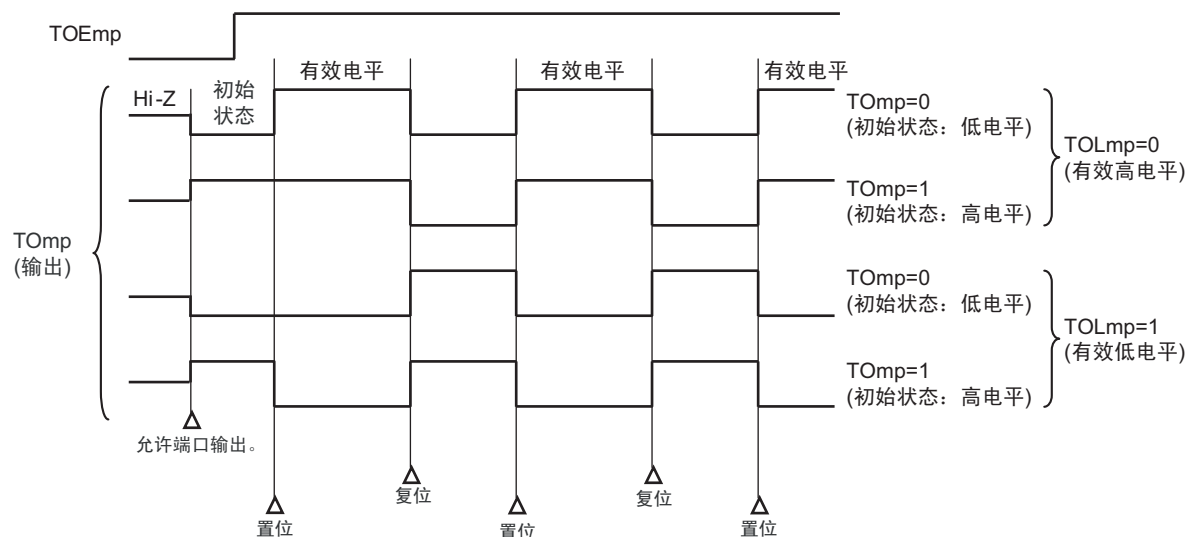 TOEmp
有效电平
有效电平
有效电平
Hi-Z
初始
状态
TOmp=0
(初始状态：低电平)
TOLmp=0
(有效高电平)
TOmp=1
(初始状态：高电平)
TOmp
(输出)
TOmp=0
(初始状态：低电平)
TOLmp=1
(有效低电平)
TOmp=1
(初始状态：高电平)
允许端口输出。
复位
复位
置位
置位
置位